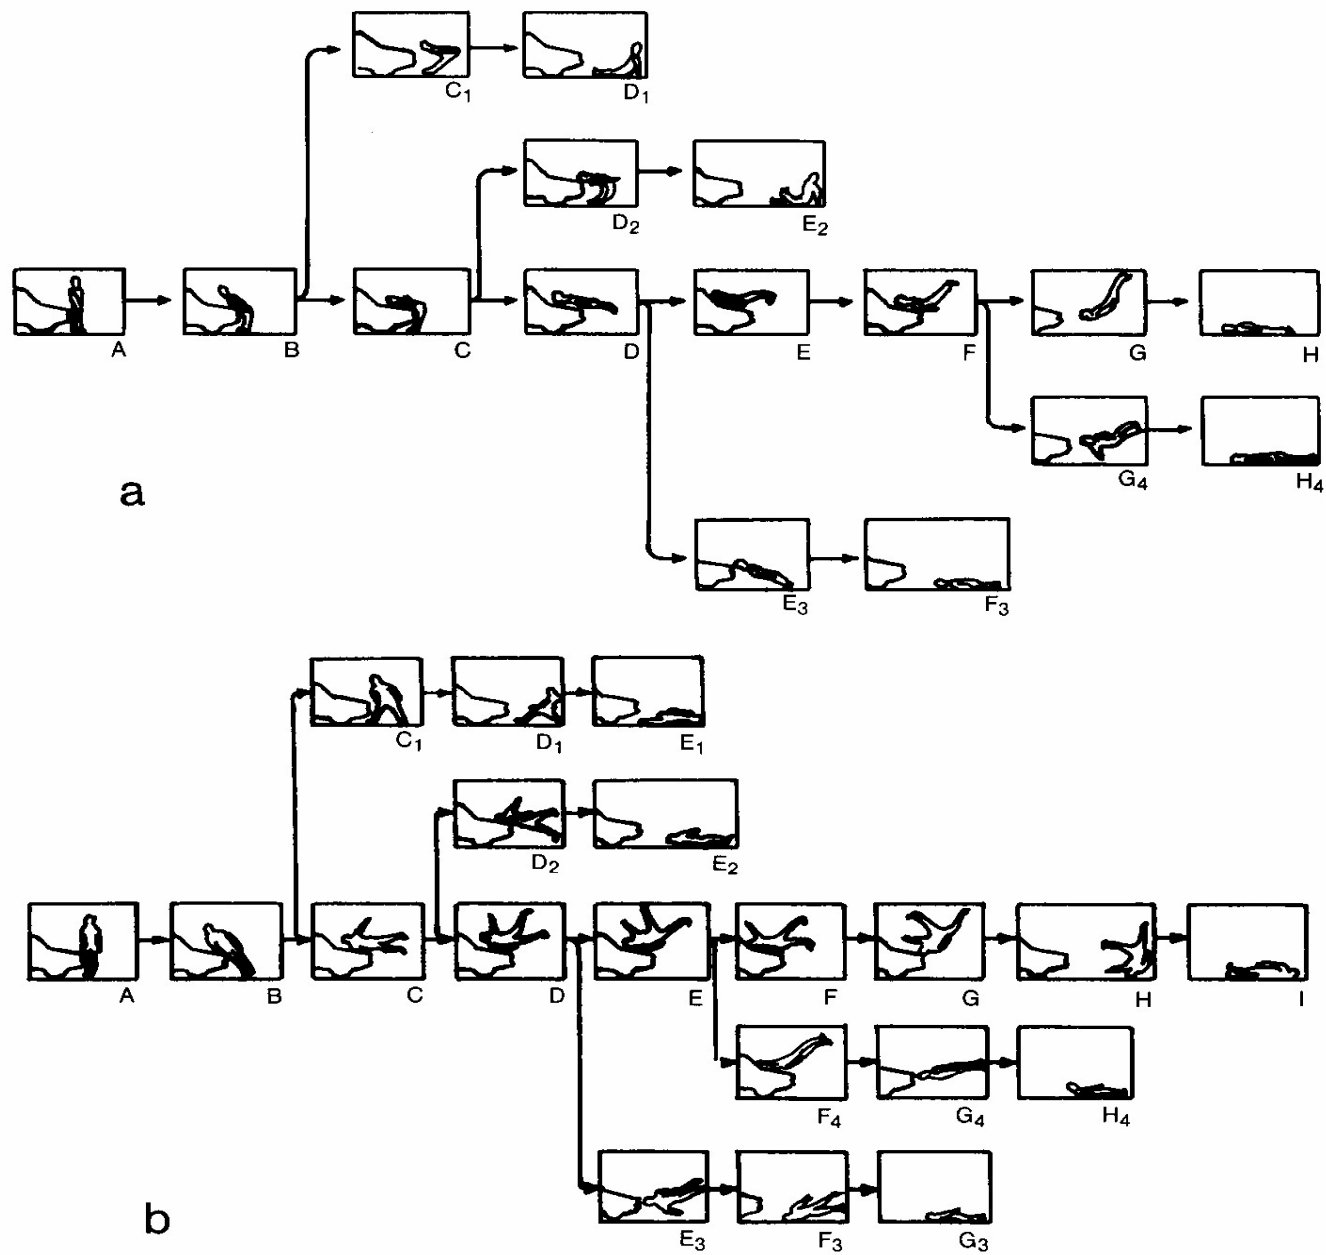 C1 D1
D2 E2
A B C D E F G H
G4 H4
a
E3 F3
C1 D1 E1
D2 E2
A B C D E F G H I
F4 G4 H4
b
E3 F3 G3